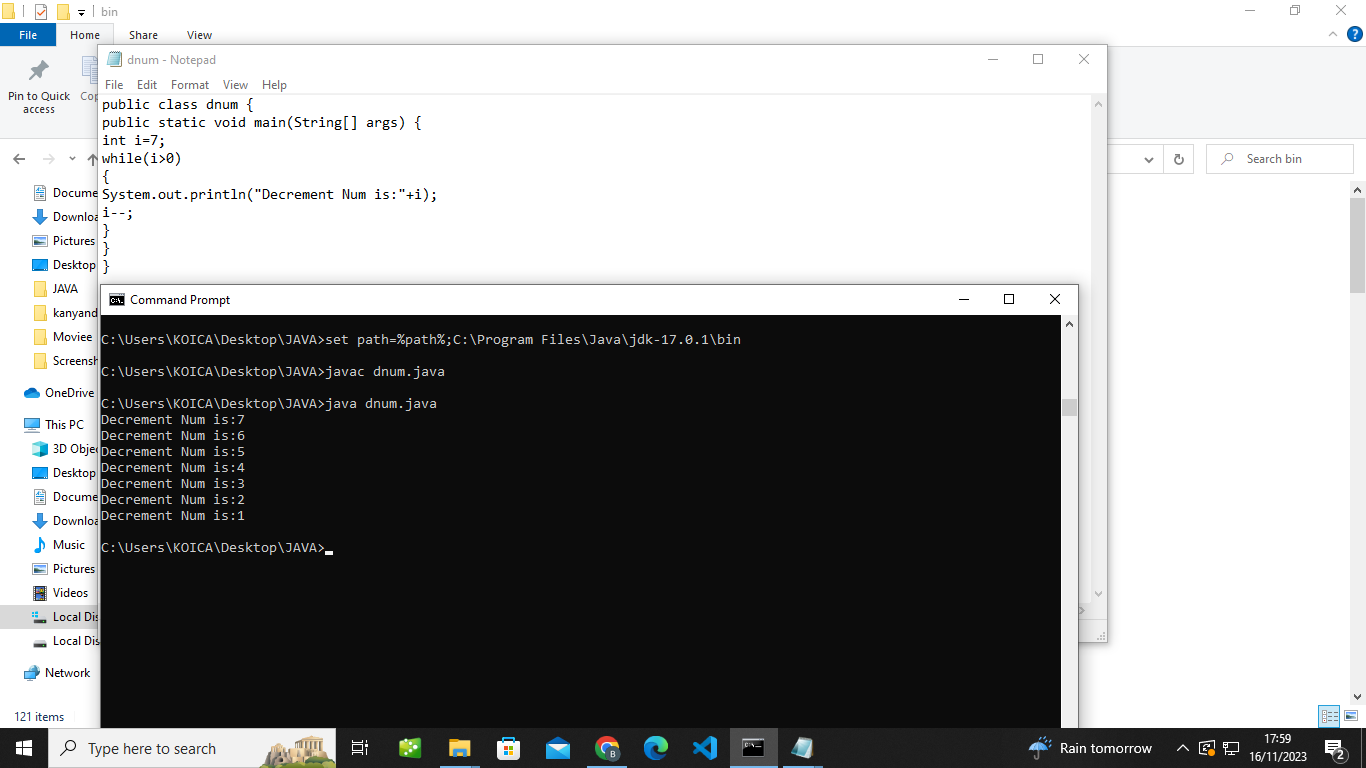 bin
File
Home
Share
View
Pin to Quick
access
dnum - Notepad
File Edit Format View Help
public class dnum {
public static void main(String[] args) {
int i=7;
while(i>0)
{
System.out.println("Decrement Num is:"+i);
i--;
}
}
}
Search bin
Docume
Downloa
Pictures
Desktop
JAVA
kanyand
Moviee
Screensh
OneDrive
This PC
3D Obje
Desktop
Docume
Downloa
Music
Pictures
Videos
Local Dis
Local Dis
Network
121 items
Command Prompt
C:\Users\KOICA\Desktop\JAVA>set path=%path%;C:\Program Files\Java\jdk-17.0.1\bin
C:\Users\KOICA\Desktop\JAVA>javac dnum.java
C:\Users\KOICA\Desktop\JAVA>java dnum.java
Decrement Num is:7
Decrement Num is:6
Decrement Num is:5
Decrement Num is:4
Decrement Num is:3
Decrement Num is:2
Decrement Num is:1
C:\Users\KOICA\Desktop\JAVA>
Type here to search
Rain tomorrow
17:59
16/11/2023
2